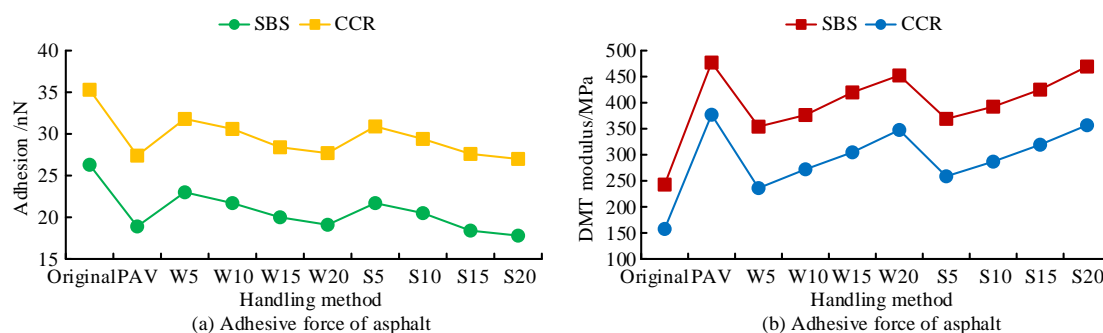 SBS CCR
Adhesion /nN
40
35
30
25
20
15
Original PAV W5 W10 W15 W20 S5 S10 S15 S20
Handling method
(a) Adhesive force of asphalt
SBS CCR
DMT modulus/MPa
500
450
400
350
300
250
200
150
100
Original PAV W5 W10 W15 W20 S5 S10 S15 S20
Handling method
(b) Adhesive force of asphalt